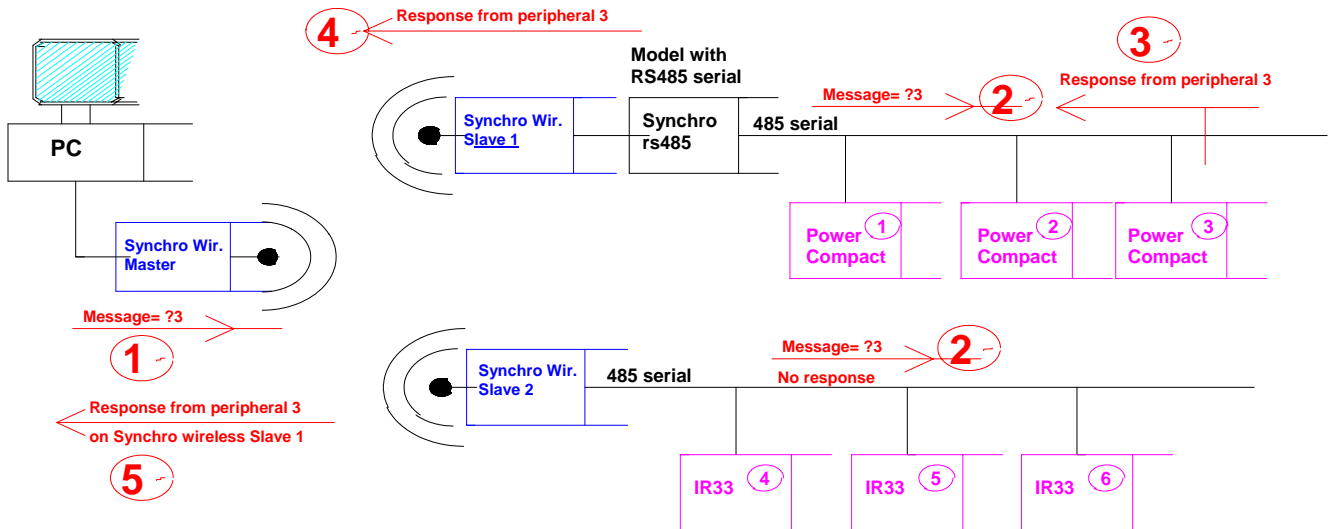 4
Response from peripheral 3
Model with
RS485 serial
3
Response from peripheral 3
Message= ?3
2
PC
Synchro Wir.
Slave 1
Synchro
rs485
485 serial
Synchro Wir.
Master
Power
Compact
1
Power
Compact
2
Power
Compact
3
Message= ?3
1
Response from peripheral 3
on Synchro wireless Slave 1
5
Synchro Wir.
Slave 2
485 serial
Message= ?3
No response
2
IR33
4
IR33
5
IR33
6